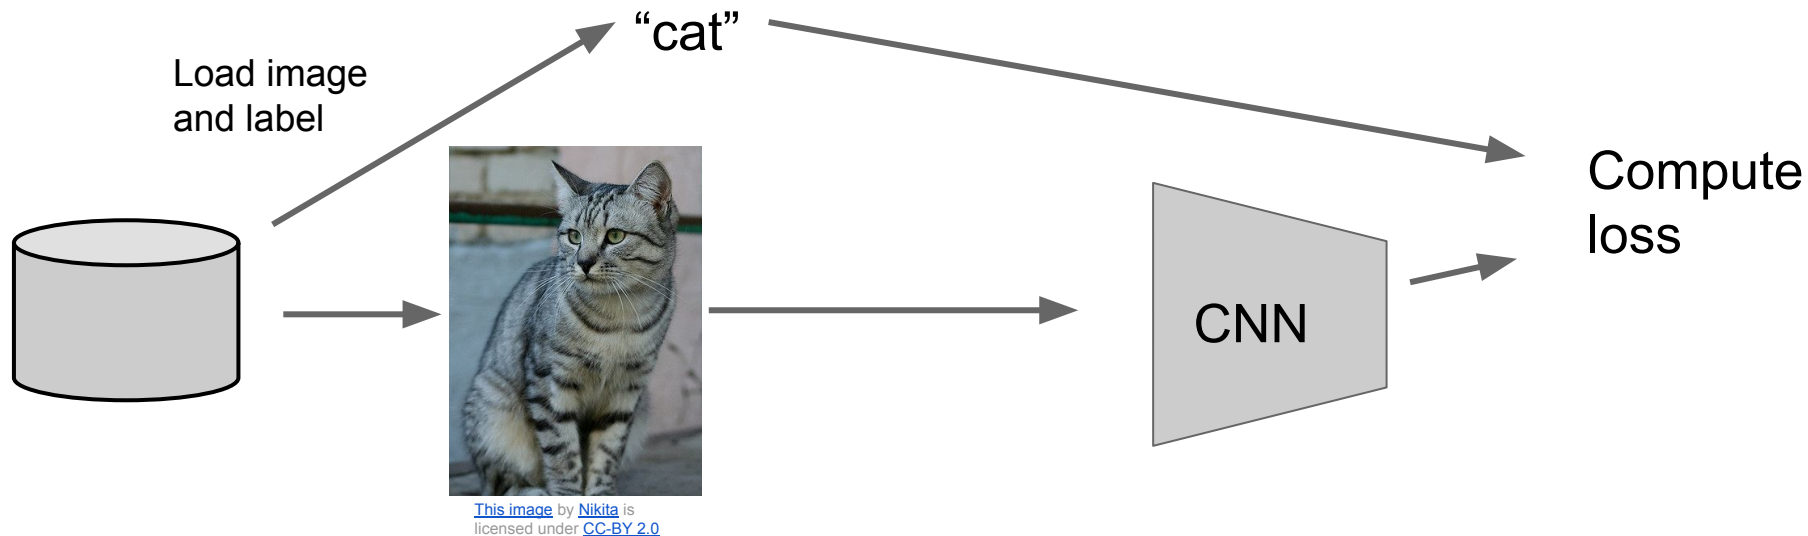 “cat”
Load image
and label
Compute
loss
CNN
This image by Nikita is
licensed under CC-BY 2.0